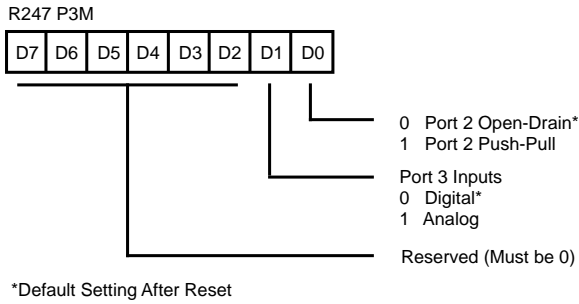 R247 P3M
D7 D6 D5 D4 D3 D2 D1 D0
0 Port 2 Open-Drain*
1 Port 2 Push-Pull
Port 3 Inputs
0 Digital*
1 Analog
Reserved (Must be 0)
*Default Setting After Reset